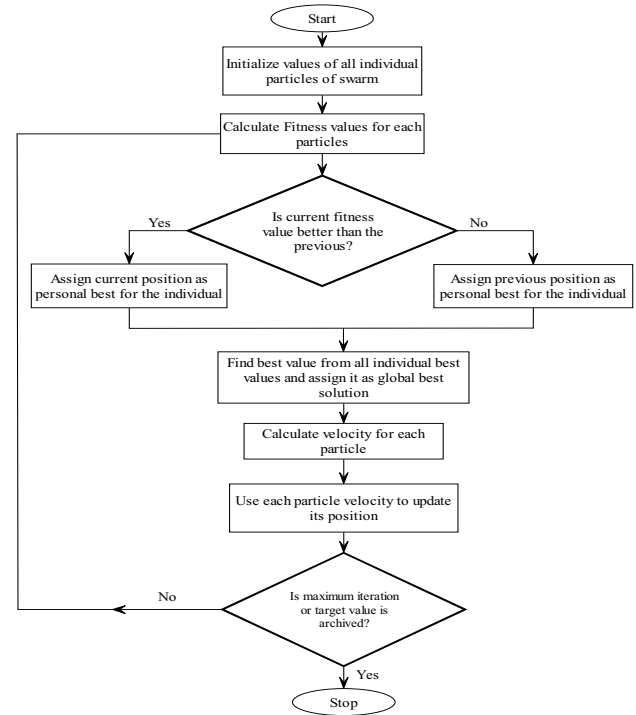 Start
Initialize values of all individual
particles of swarm
Calculate Fitness values for each
particles
Is current fitness
value better than the
previous?
Yes
No
Assign current position as
personal best for the individual
Assign previous position as
personal best for the individual
Find best value from all individual best
values and assign it as global best
solution
Calculate velocity for each
particle
Use each particle velocity to update
its position
Is maximum iteration
or target value is
archived?
No
Yes
Stop